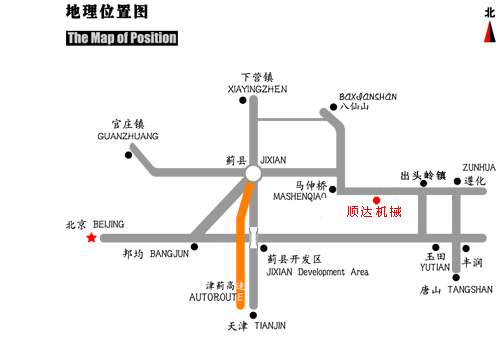 地理位置图
The Map of Position
北
下营镇
XIAYINGZHEN
BAXIANSHAN
八仙山
官庄镇
GUANZHUANG
蓟县 JIXIAN
马伸桥
MASHENQIAO
出头岭镇
ZUNHUA
遵化
顺达机械
北京 BEIJING
邦均 BANGJUN
蓟县开发区
JIXIAN Development Area
玉田
YUTIAN
丰润
津蓟高速
AUTOROUTE
唐山 TANGSHAN
天津 TIANJIN